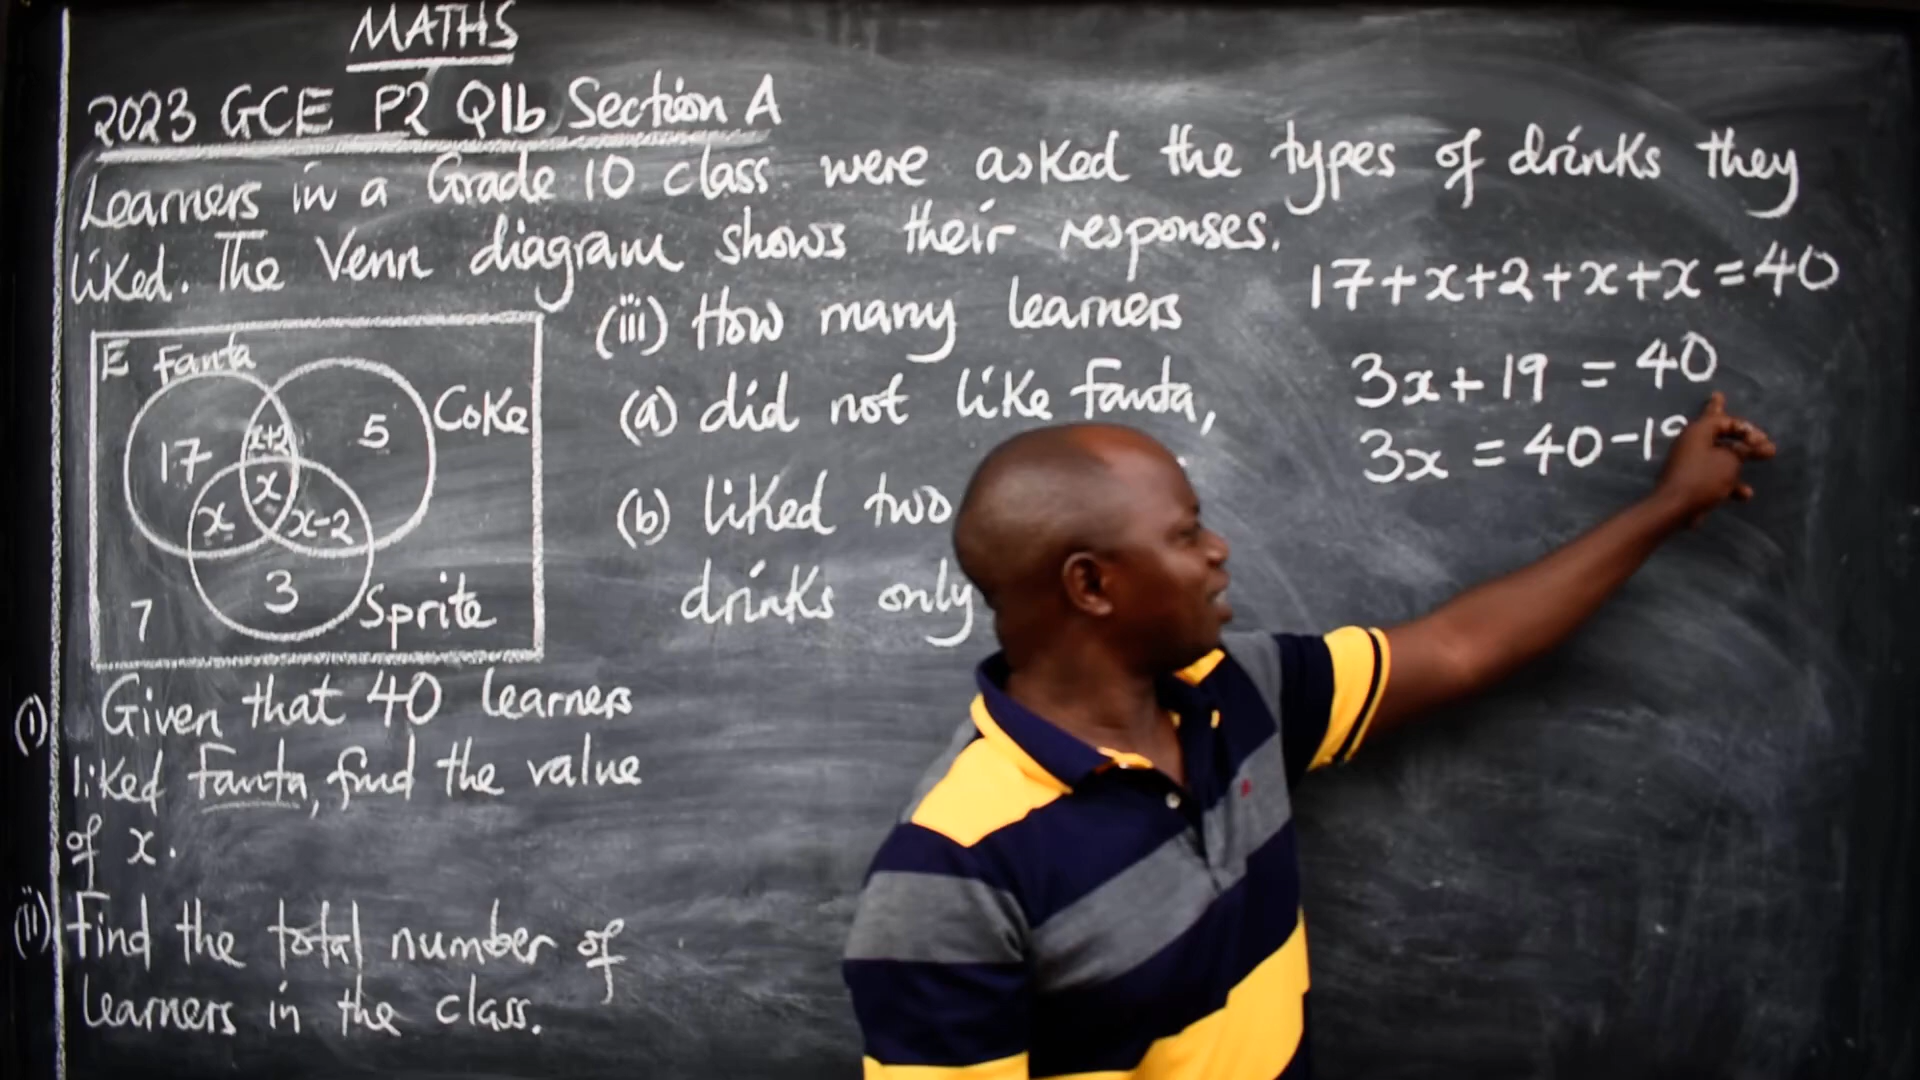 MATHS
2023 GCE P2 Q1b Section A
Learners in a Grade 10 class were asked the types of drinks they
liked. The Venn diagram shows their responses.
E Fanta
Coke
17
x+2
5
x
x
x-2
3
7
Sprite
(i) Given that 40 learners
liked Fanta, find the value
of x.
(ii) Find the total number of
learners in the class.
(iii) How many learners
(a) did not like Fanta,
(b) liked two
drinks only
17+x+2+x+x=40
3x+19=40
3x=40-19